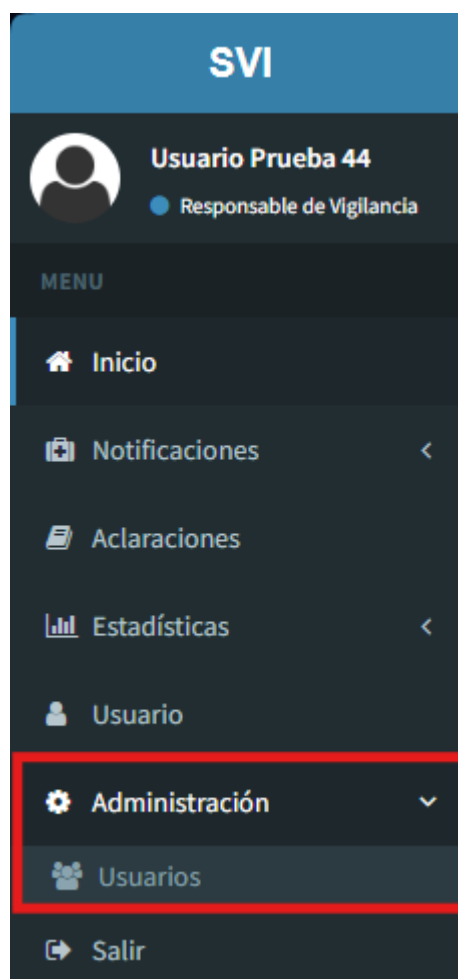 SVI
Usuario Prueba 44
Responsable de Vigilancia
MENU
Inicio
Notificaciones
Aclaraciones
Estadísticas
Usuario
Administración
Usuarios
Salir